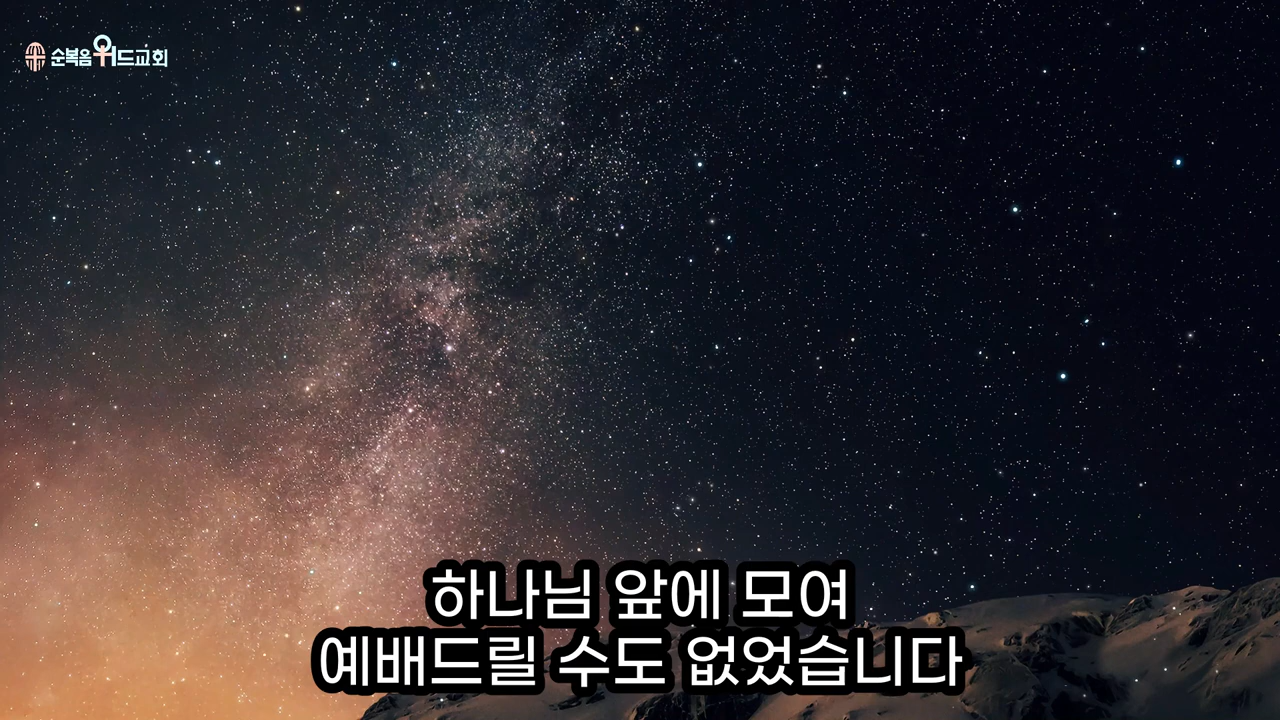 순복음워드교회
하나님 앞에 모여
예배드릴 수도 없었습니다